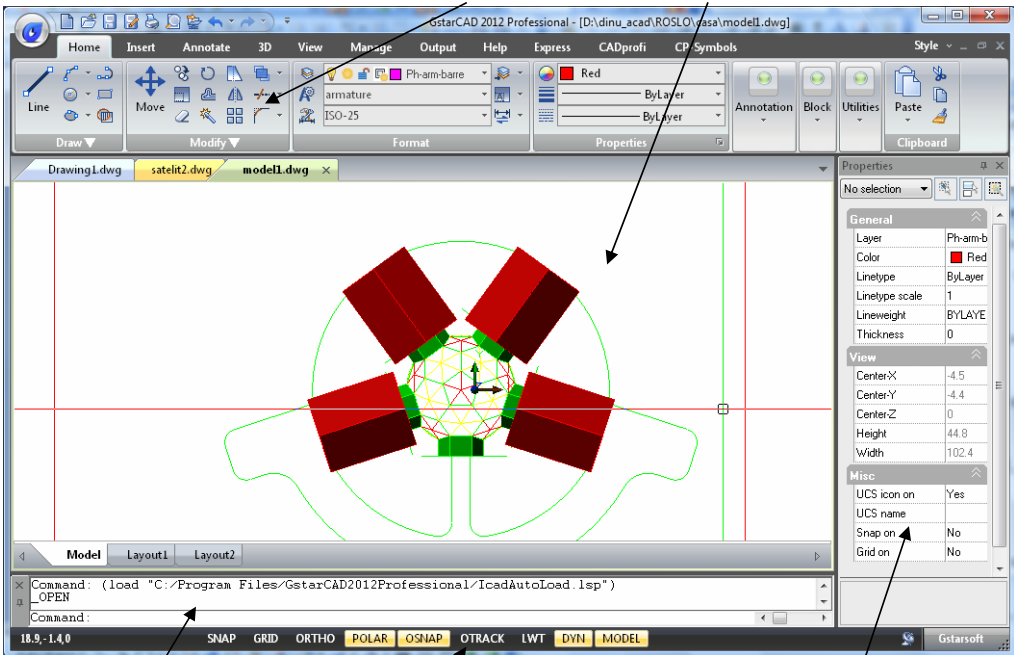 GstarCAD 2012 Professional - [D:\dinu_acad\ROSLO\casa\model1.dwg]
Home Insert Annotate 3D View Manage Output Help Express CADprofi CP-Symbols Style
Ph-arm-barre Red
Line Move armature ByLayer Annotation Block Utilities Paste
ISO-25 ByLayer
Draw Modify Format Properties Clipboard
Drawing1.dwg satelit2.dwg model1.dwg
Properties
No selection
General
Layer Ph-arm-b
Color Red
Linetype ByLayer
Linetype scale 1
Lineweight BYLAYE
Thickness 0
View
Center-X -4.5
Center-Y -4.4
Center-Z 0
Height 44.8
Width 102.4
Misc
UCS icon on Yes
UCS name
Snap on No
Grid on No
Model Layout1 Layout2
Command: (load "C:/Program Files/GstarCAD2012Professional/IcadAutoLoad.lsp")
_OPEN
Command:
18.9,-1.4,0 SNAP GRID ORTHO POLAR OSNAP OTRACK LWT DYN MODEL Gstarsoft